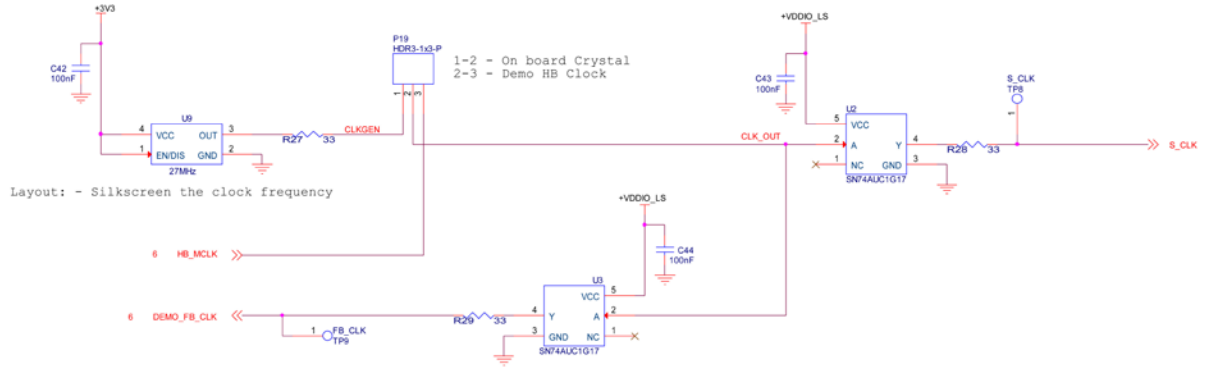 +3V3
C42
100nF
U9
4 VCC OUT 3
1 EN/DIS GND 2
27MHz
R27 33
CLKGEN
P19
HDR3-1x3-P
1 2 3
1-2 - On board Crystal
2-3 - Demo HB Clock
Layout: - Silkscreen the clock frequency
+VDDIO_LS
C43
100nF
U2
5 VCC
CLK_OUT
2 A Y 4
1 NC GND 3
SN74AUC1G17
R28 33
S_CLK
TP8
1
S_CLK
6 HB_MCLK
+VDDIO_LS
C44
100nF
U3
VCC 5
4 Y A 2
3 GND NC 1
SN74AUC1G17
R29 33
6 DEMO_FB_CLK
1 FB_CLK
TP9